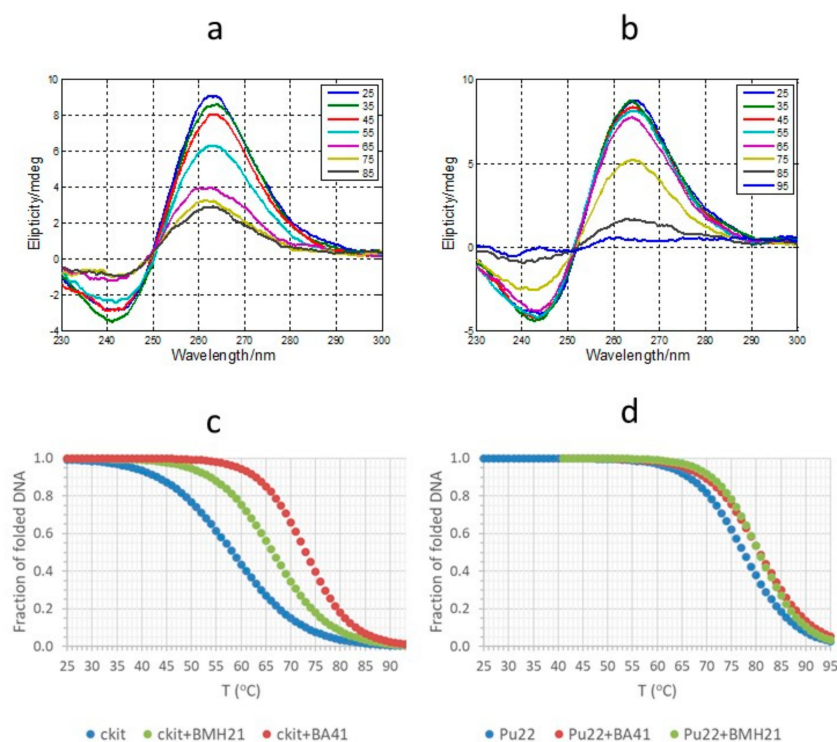 a
10
8
6
4
2
0
-2
-4
230 240 250 260 270 280 290 300
Elipticity/mdeg
Wavelength/nm
25
35
45
55
65
75
85
b
10
5
0
-5
230 240 250 260 270 280 290 300
Elipticity/mdeg
Wavelength/nm
25
35
45
55
65
75
85
95
c
1.0
0.8
0.6
0.4
0.2
0.0
25 30 35 40 45 50 55 60 65 70 75 80 85 90
Fraction of folded DNA
T (°C)
ckit ckit+BMH21 ckit+BA41
d
1.0
0.8
0.6
0.4
0.2
0.0
25 30 35 40 45 50 55 60 65 70 75 80 85 90 95
Fraction of folded DNA
T (°C)
Pu22 Pu22+BA41 Pu22+BMH21